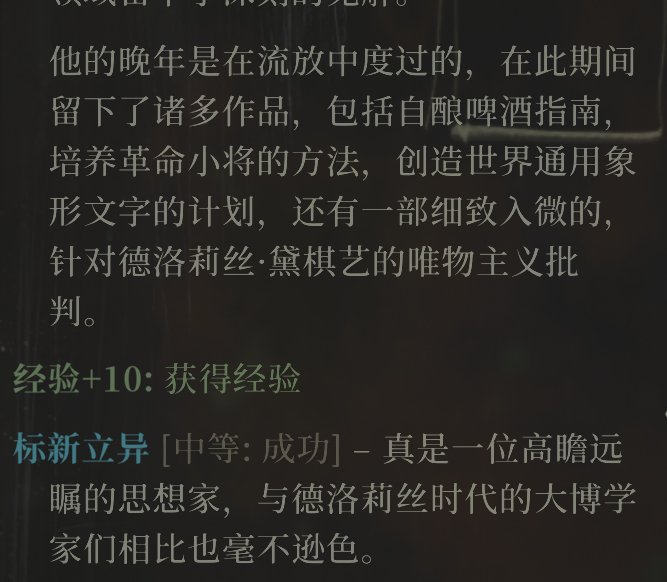 他的晚年是在流放中度过的，在此期间
留下了诸多作品，包括自酿啤酒指南，
培养革命小将的方法，创造世界通用象
形文字的计划，还有一部细致入微的，
针对德洛莉丝·黛棋艺的唯物主义批
判。
经验+10: 获得经验
标新立异 [中等: 成功] – 真是一位高瞻远
瞩的思想家，与德洛莉丝时代的大博学
家们相比也毫不逊色。